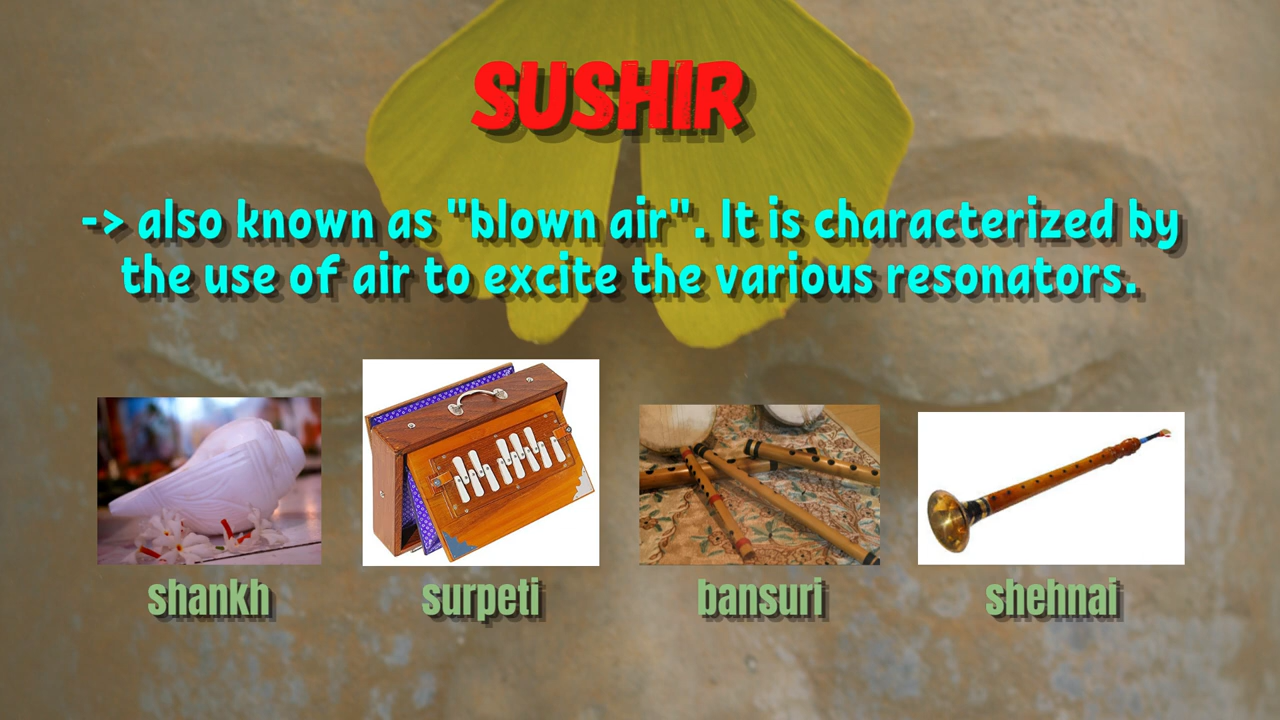 SUSHIR
-> also known as "blown air". It is characterized by
the use of air to excite the various resonators.
shankh
surpeti
bansuri
shehnai